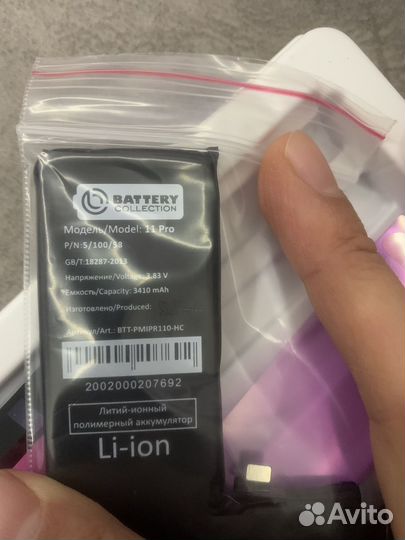 BATTERY
COLLECTION
Модель/Model: 11 Pro
P/N:S/100/58
GB/T:18287-2013
Напряжение/Voltage: 3.83 V
Емкость/Capacity: 3410 mAh
Изготовлено/Produced:
Артикул/Art.: BTT-PMIPR110-HC
2002000207692
Литий-ионный
полимерный аккумулятор
Li-ion
Avito